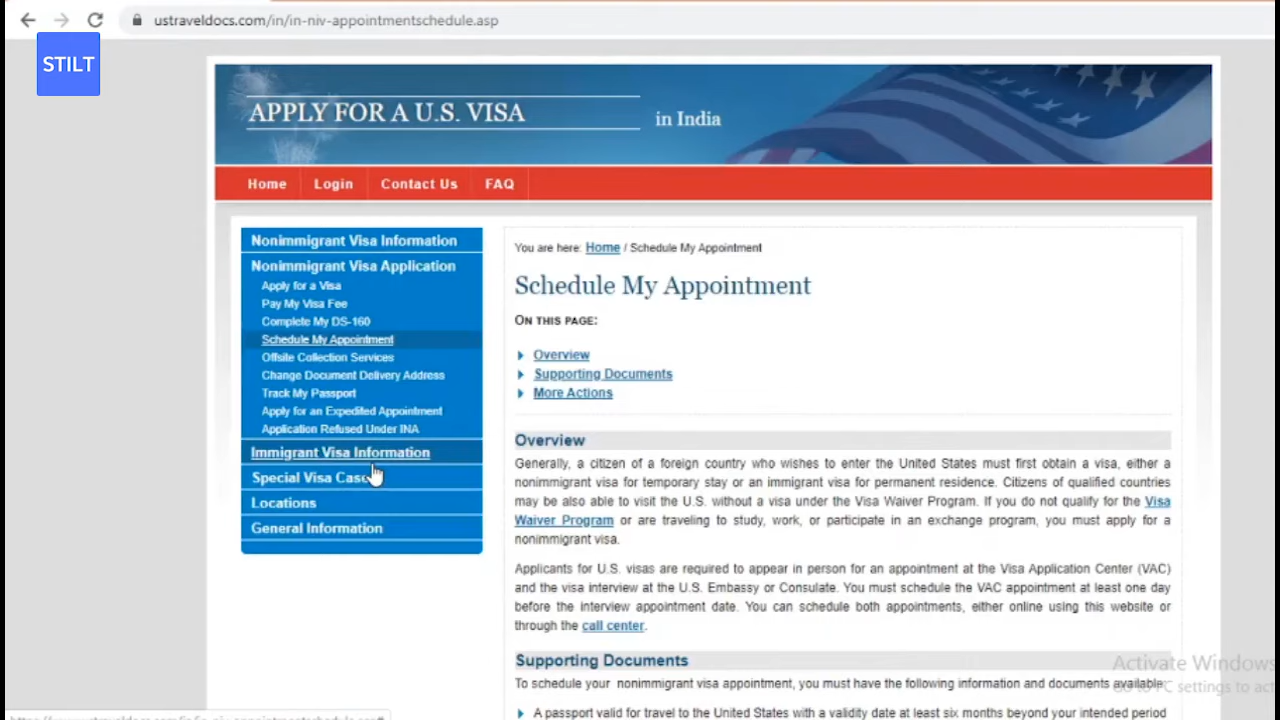 ustraveldocs.com/in/in-niv-appointmentschedule.asp
STILT
APPLY FOR A U.S. VISA
in India
Home Login Contact Us FAQ
Nonimmigrant Visa Information
Nonimmigrant Visa Application
Apply for a Visa
Pay My Visa Fee
Complete My DS-160
Schedule My Appointment
Offsite Collection Services
Change Document Delivery Address
Track My Passport
Apply for an Expedited Appointment
Application Refused Under INA
Immigrant Visa Information
Special Visa Cas
Locations
General Information
You are here: Home / Schedule My Appointment
Schedule My Appointment
ON THIS PAGE:
Overview
Supporting Documents
More Actions
Overview
Generally, a citizen of a foreign country who wishes to enter the United States must first obtain a visa, either a
nonimmigrant visa for temporary stay or an immigrant visa for permanent residence. Citizens of qualified countries
may be also able to visit the U.S. without a visa under the Visa Waiver Program. If you do not qualify for the Visa
Waiver Program or are traveling to study, work, or participate in an exchange program, you must apply for a
nonimmigrant visa.
Applicants for U.S. visas are required to appear in person for an appointment at the Visa Application Center (VAC)
and the visa interview at the U.S. Embassy or Consulate. You must schedule the VAC appointment at least one day
before the interview appointment date. You can schedule both appointments, either online using this website or
through the call center.
Supporting Documents
To schedule your nonimmigrant visa appointment, you must have the following information and documents available:
A passport valid for travel to the United States with a validity date at least six months beyond your intended period
Activate Windows
Go to PC settings to act